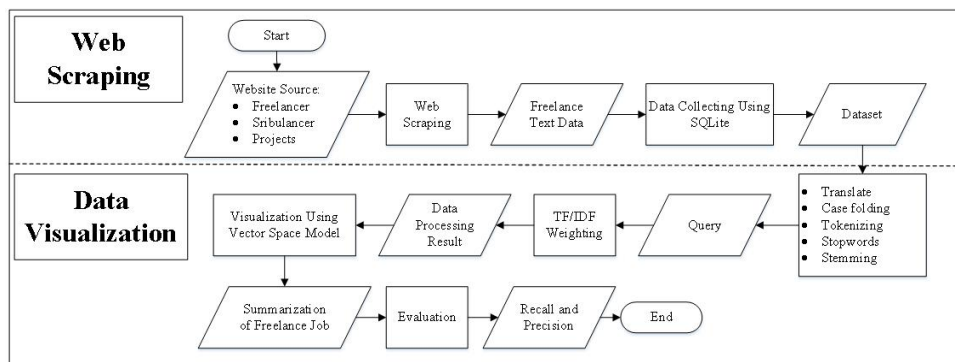 Web
Scraping
Start
Website Source:
• Freelancer
• Sribulancer
• Projects
Web
Scraping
Freelance
Text Data
Data Collecting Using
SQLite
Dataset
Data
Visualization
• Translate
• Case folding
• Tokenizing
• Stopwords
• Stemming
Query
TF/IDF
Weighting
Data
Processing
Result
Visualization Using
Vector Space Model
Summarization
of Freelance Job
Evaluation
Recall and
Precision
End